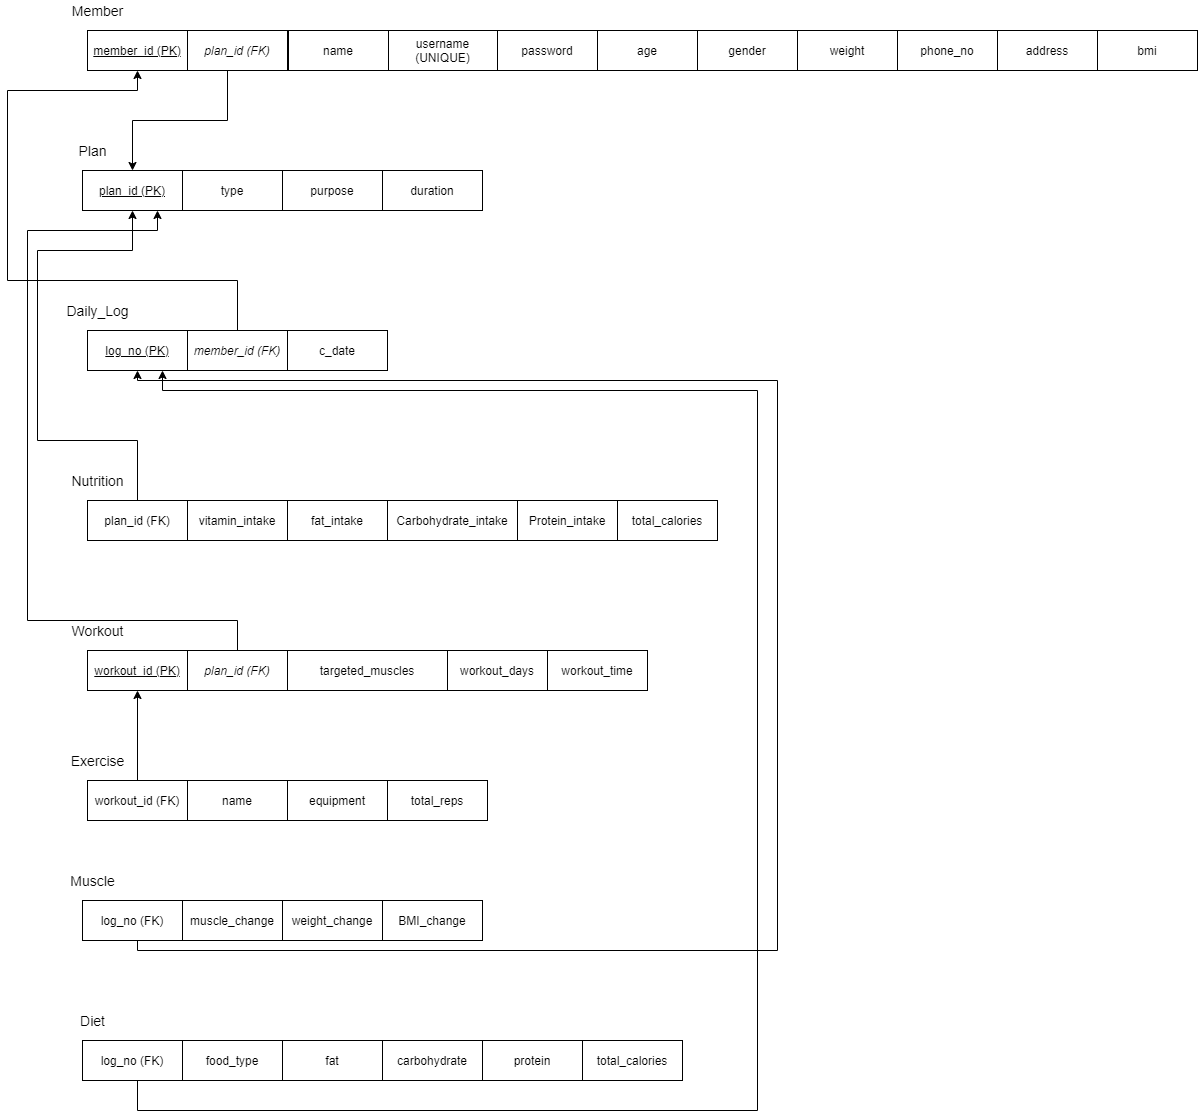 Member
member_id (PK) plan_id (FK) name username (UNIQUE) password age gender weight phone_no address bmi
Plan
plan_id (PK) type purpose duration
Daily_Log
log_no (PK) member_id (FK) c_date
Nutrition
plan_id (FK) vitamin_intake fat_intake Carbohydrate_intake Protein_intake total_calories
Workout
workout_id (PK) plan_id (FK) targeted_muscles workout_days workout_time
Exercise
workout_id (FK) name equipment total_reps
Muscle
log_no (FK) muscle_change weight_change BMI_change
Diet
log_no (FK) food_type fat carbohydrate protein total_calories